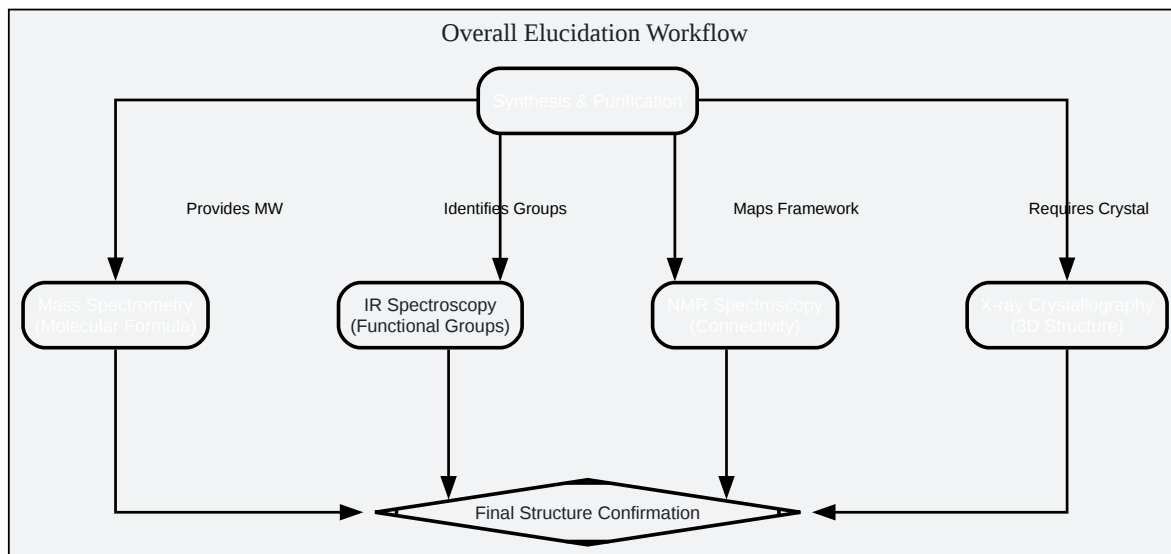 Overall Elucidation Workflow
Synthesis & Purification
Provides MW
Identifies Groups
Maps Framework
Requires Crystal
Mass Spectrometry
(Molecular Formula)
IR Spectroscopy
(Functional Groups)
NMR Spectroscopy
(Connectivity)
X-ray Crystallography
(3D Structure)
Final Structure Confirmation